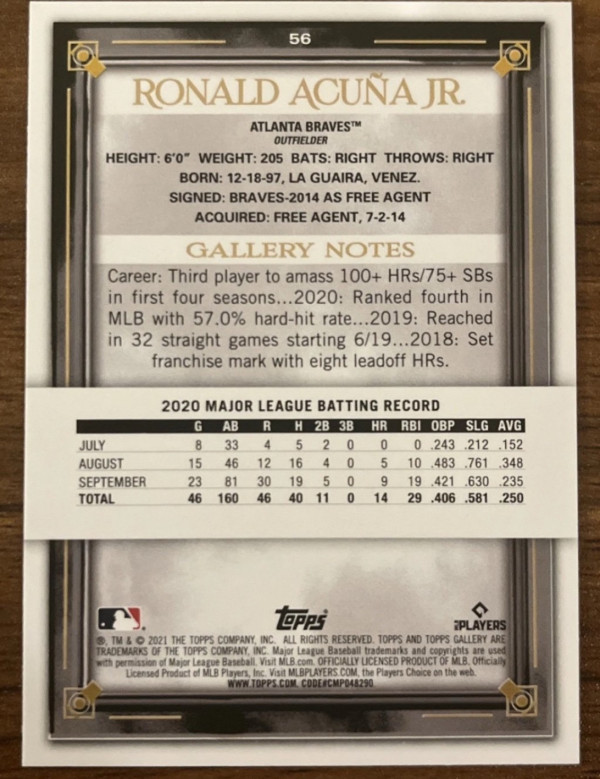 56
RONALD ACUÑA JR.
ATLANTA BRAVES™
OUTFIELDER
HEIGHT: 6'0" WEIGHT: 205 BATS: RIGHT THROWS: RIGHT
BORN: 12-18-97, LA GUAIRA, VENEZ.
SIGNED: BRAVES-2014 AS FREE AGENT
ACQUIRED: FREE AGENT, 7-2-14
GALLERY NOTES
Career: Third player to amass 100+ HRs/75+ SBs
in first four seasons...2020: Ranked fourth in
MLB with 57.0% hard-hit rate...2019: Reached
in 32 straight games starting 6/19...2018: Set
franchise mark with eight leadoff HRs.
2020 MAJOR LEAGUE BATTING RECORD
G AB R H 2B 3B HR RBI OBP SLG AVG
JULY 8 33 4 5 2 0 0 0 .243 .212 .152
AUGUST 15 46 12 16 4 0 5 10 .483 .761 .348
SEPTEMBER 23 81 30 19 5 0 9 19 .421 .630 .235
TOTAL 46 160 46 40 11 0 14 29 .406 .581 .250
Topps
PLAYERS
®, TM & © 2021 THE TOPPS COMPANY, INC. ALL RIGHTS RESERVED. TOPPS AND TOPPS GALLERY ARE
TRADEMARKS OF THE TOPPS COMPANY, INC. Major League Baseball trademarks and copyrights are used
with permission of Major League Baseball. Visit MLB.com. OFFICIALLY LICENSED PRODUCT OF MLB. Officially
Licensed Product of MLB Players, Inc. Visit MLBPLAYERS.COM, the Players Choice on the web.
WWW.TOPPS.COM. CODE#CMP048290